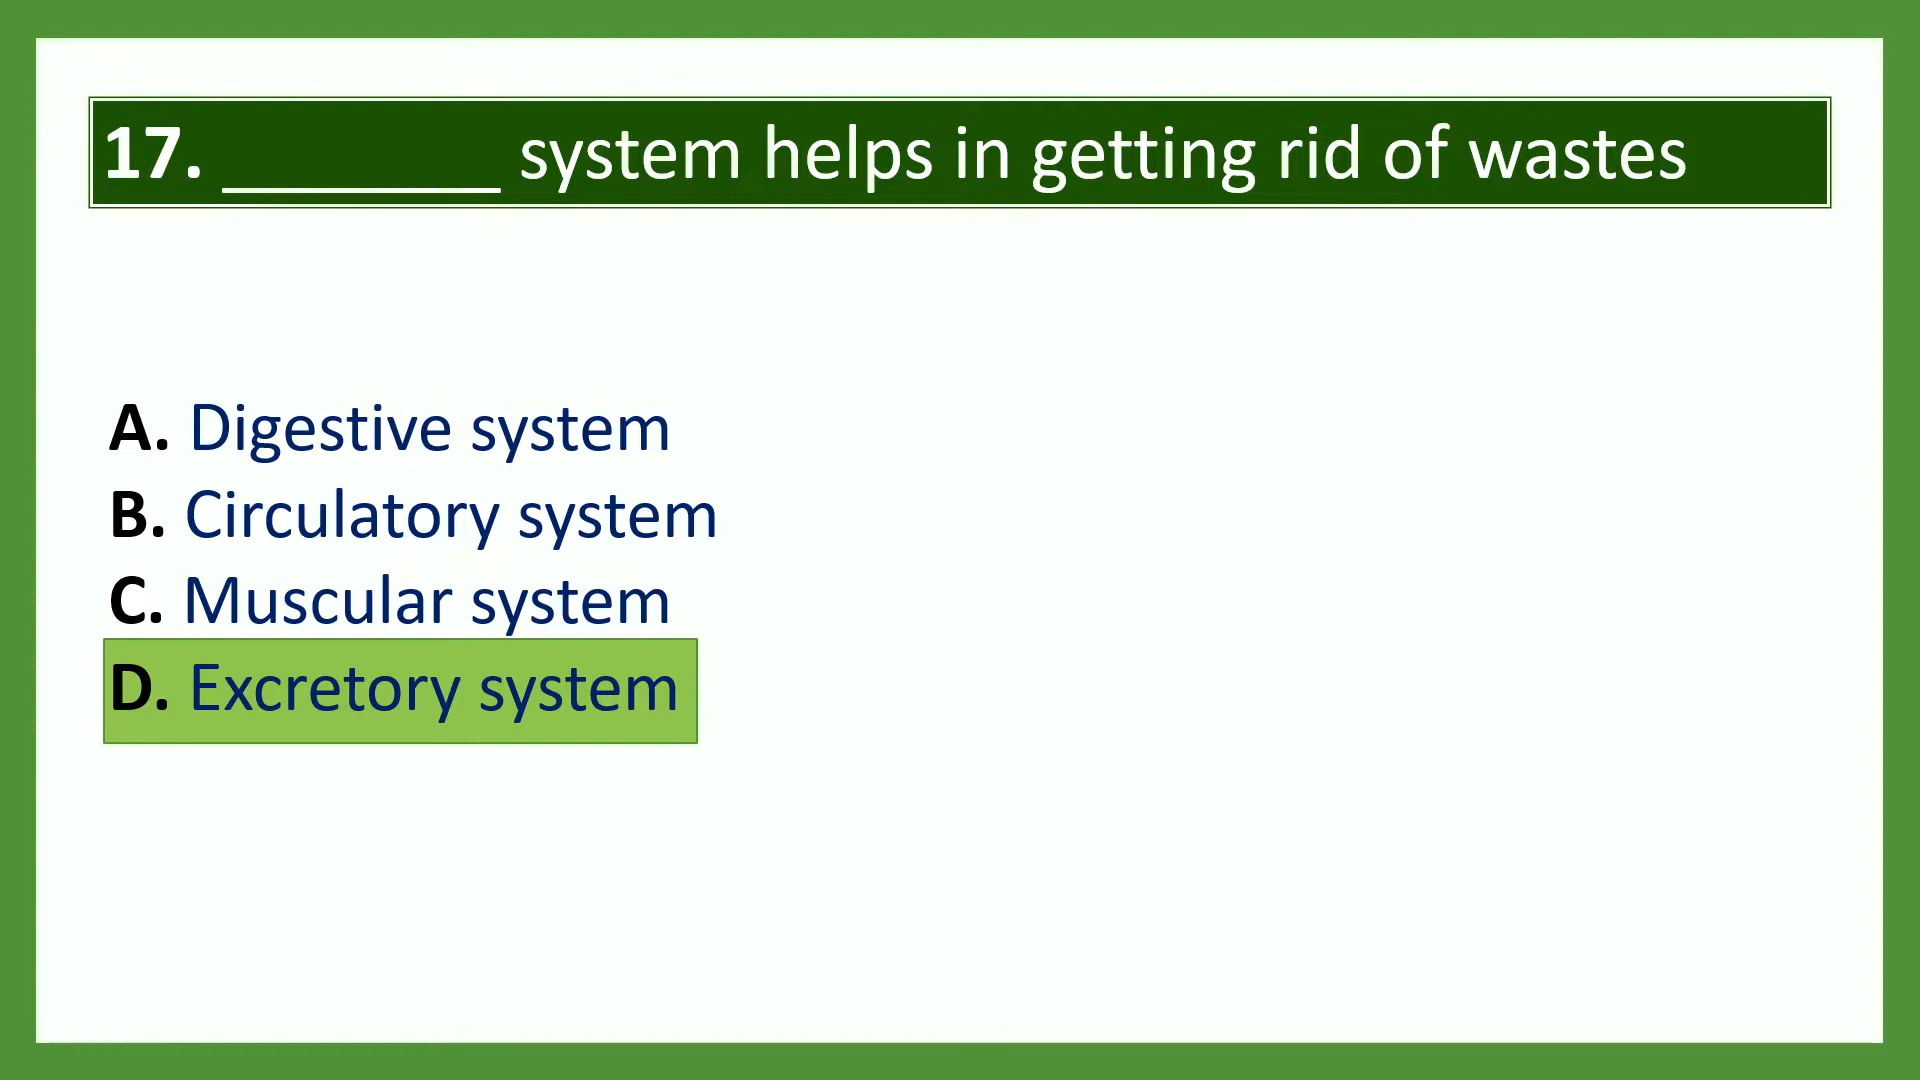 17. ________ system helps in getting rid of wastes
A. Digestive system
B. Circulatory system
C. Muscular system
D. Excretory system